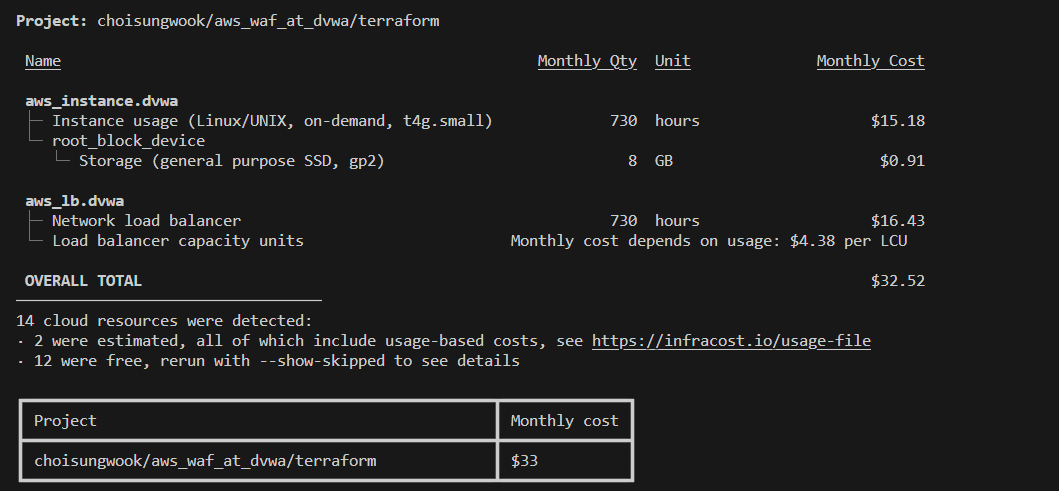 Project: choisungwook/aws_waf_at_dvwa/terraform
Name Monthly Qty Unit Monthly Cost
aws_instance.dvwa
├─ Instance usage (Linux/UNIX, on-demand, t4g.small) 730 hours $15.18
└─ root_block_device
└─ Storage (general purpose SSD, gp2) 8 GB $0.91
aws_lb.dvwa
├─ Network load balancer 730 hours $16.43
└─ Load balancer capacity units Monthly cost depends on usage: $4.38 per LCU
OVERALL TOTAL $32.52
14 cloud resources were detected:
∙ 2 were estimated, all of which include usage-based costs, see https://infracost.io/usage-file
∙ 12 were free, rerun with --show-skipped to see details
Project Monthly cost
choisungwook/aws_waf_at_dvwa/terraform $33